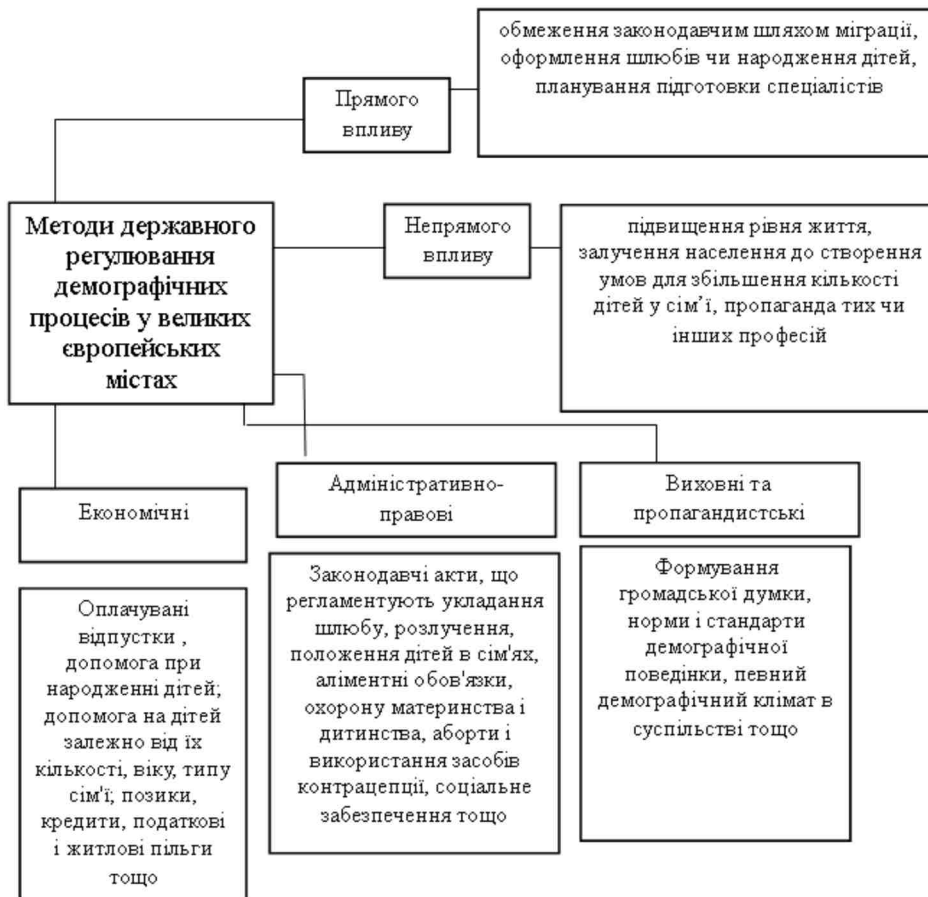 обмеження законодавчим шляхом міграції,
оформлення шлюбів чи народження дітей,
планування підготовки спеціалістів
Прямого
впливу
Методи державного
регулювання
демографічних
процесів у великих
європейських
містах
Непрямого
впливу
підвищення рівня життя,
залучення населення до створення
умов для збільшення кількості
дітей у сім'ї, пропаганда тих чи
інших професій
Економічні
Адміністративно-
правові
Виховні та
пропагандистські
Оплачувані
відпустки ,
допомога при
народженні дітей;
допомога на дітей
залежно від їх
кількості, віку, типу
сім'ї; позики,
кредити, податкові
і житлові пільги
тощо
Законодавчі акти, що
регламентують укладання
шлюбу, розлучення,
положення дітей в сім'ях,
аліментні обов'язки,
охорону материнства і
дитинства, аборти і
використання засобів
контрацепції, соціальне
забезпечення тощо
Формування
громадської думки,
норми і стандарти
демографічної
поведінки, певний
демографічний клімат в
суспільстві тощо